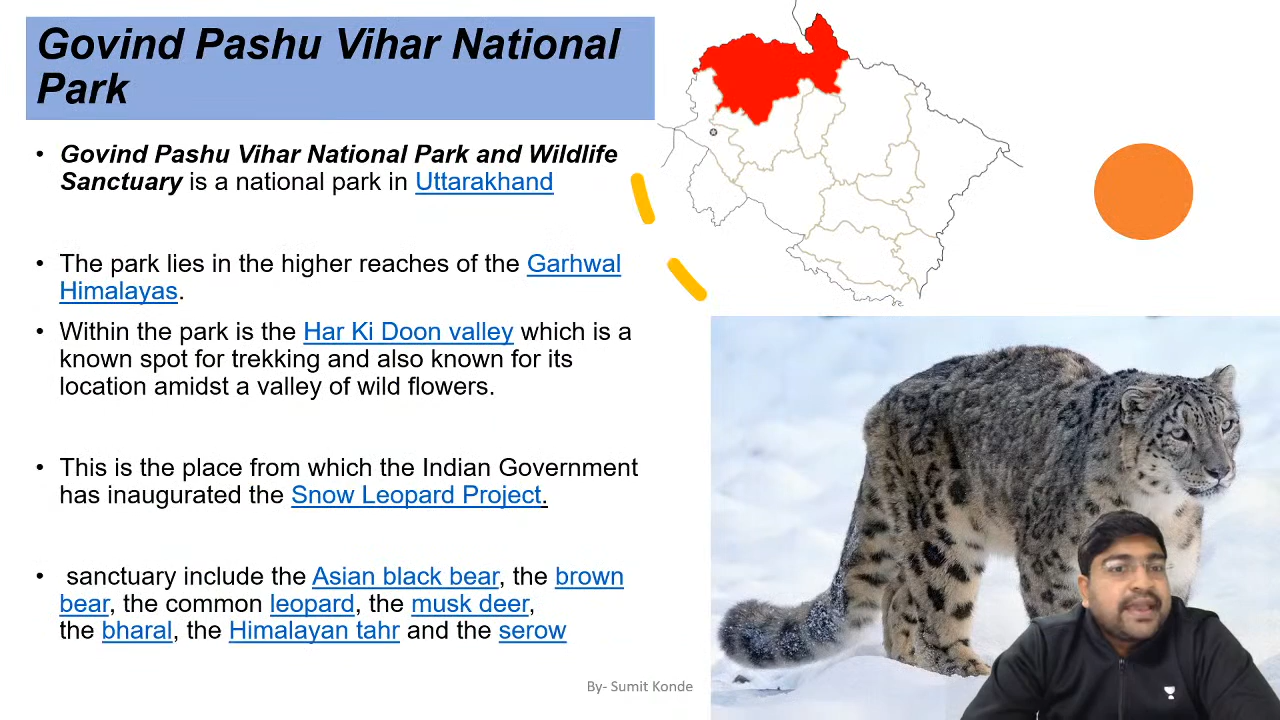 Govind Pashu Vihar National
Park
• Govind Pashu Vihar National Park and Wildlife
Sanctuary is a national park in Uttarakhand
• The park lies in the higher reaches of the Garhwal
Himalayas.
• Within the park is the Har Ki Doon valley which is a
known spot for trekking and also known for its
location amidst a valley of wild flowers.
• This is the place from which the Indian Government
has inaugurated the Snow Leopard Project.
• sanctuary include the Asian black bear, the brown
bear, the common leopard, the musk deer,
the bharal, the Himalayan tahr and the serow
By- Sumit Konde